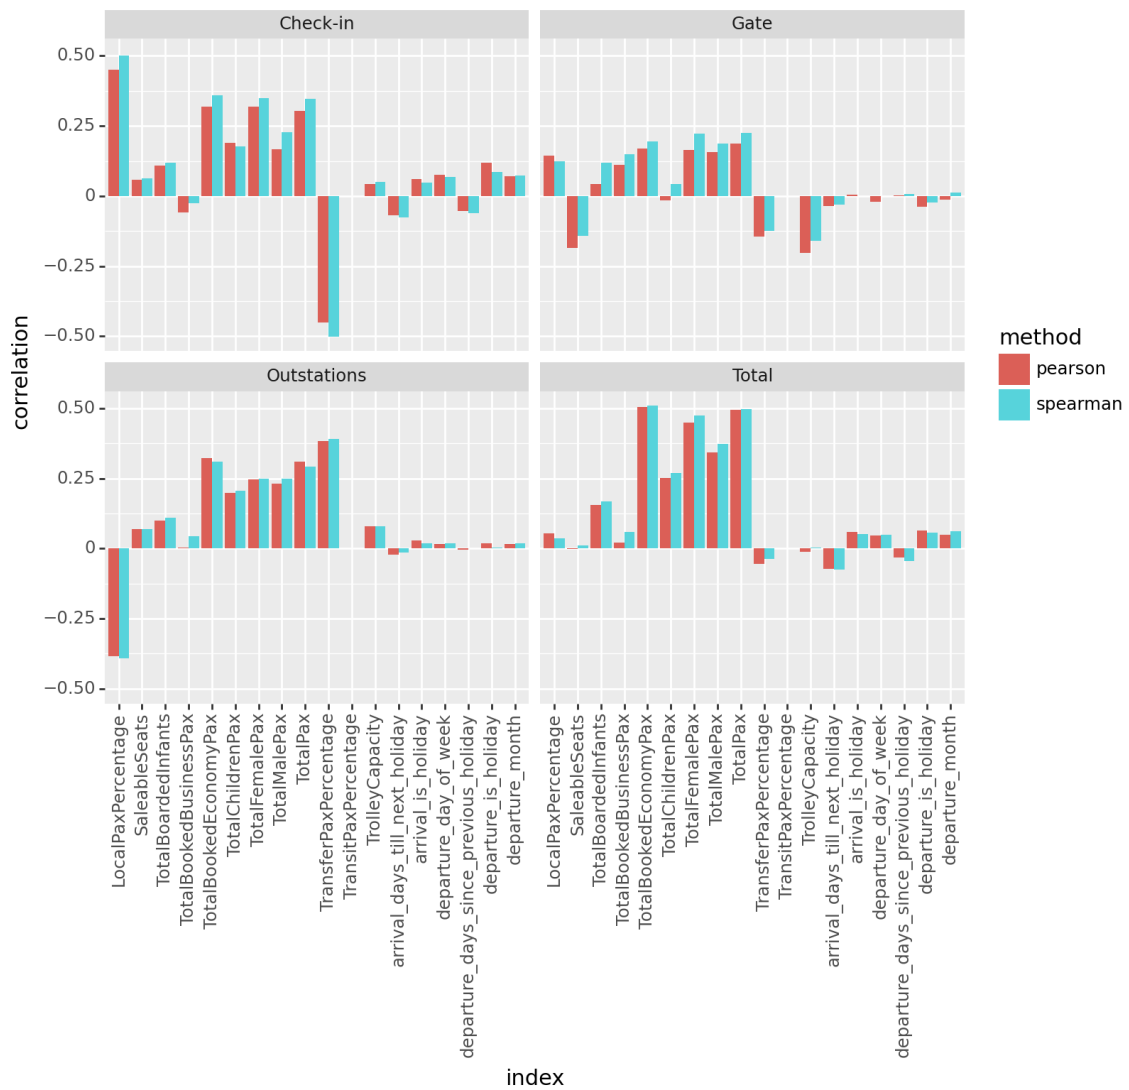 Check-in
Gate
0.50
0.25
0
−0.25
−0.50
Outstations
Total
0.50
0.25
0
−0.25
−0.50
correlation
method
pearson
spearman
LocalPaxPercentage
SaleableSeats
TotalBoardedInfants
TotalBookedBusinessPax
TotalBookedEconomyPax
TotalChildrenPax
TotalFemalePax
TotalMalePax
TotalPax
TransferPaxPercentage
TransitPaxPercentage
TrolleyCapacity
arrival_days_till_next_holiday
arrival_is_holiday
departure_day_of_week
departure_days_since_previous_holiday
departure_is_holiday
departure_month
LocalPaxPercentage
SaleableSeats
TotalBoardedInfants
TotalBookedBusinessPax
TotalBookedEconomyPax
TotalChildrenPax
TotalFemalePax
TotalMalePax
TotalPax
TransferPaxPercentage
TransitPaxPercentage
TrolleyCapacity
arrival_days_till_next_holiday
arrival_is_holiday
departure_day_of_week
departure_days_since_previous_holiday
departure_is_holiday
departure_month
index